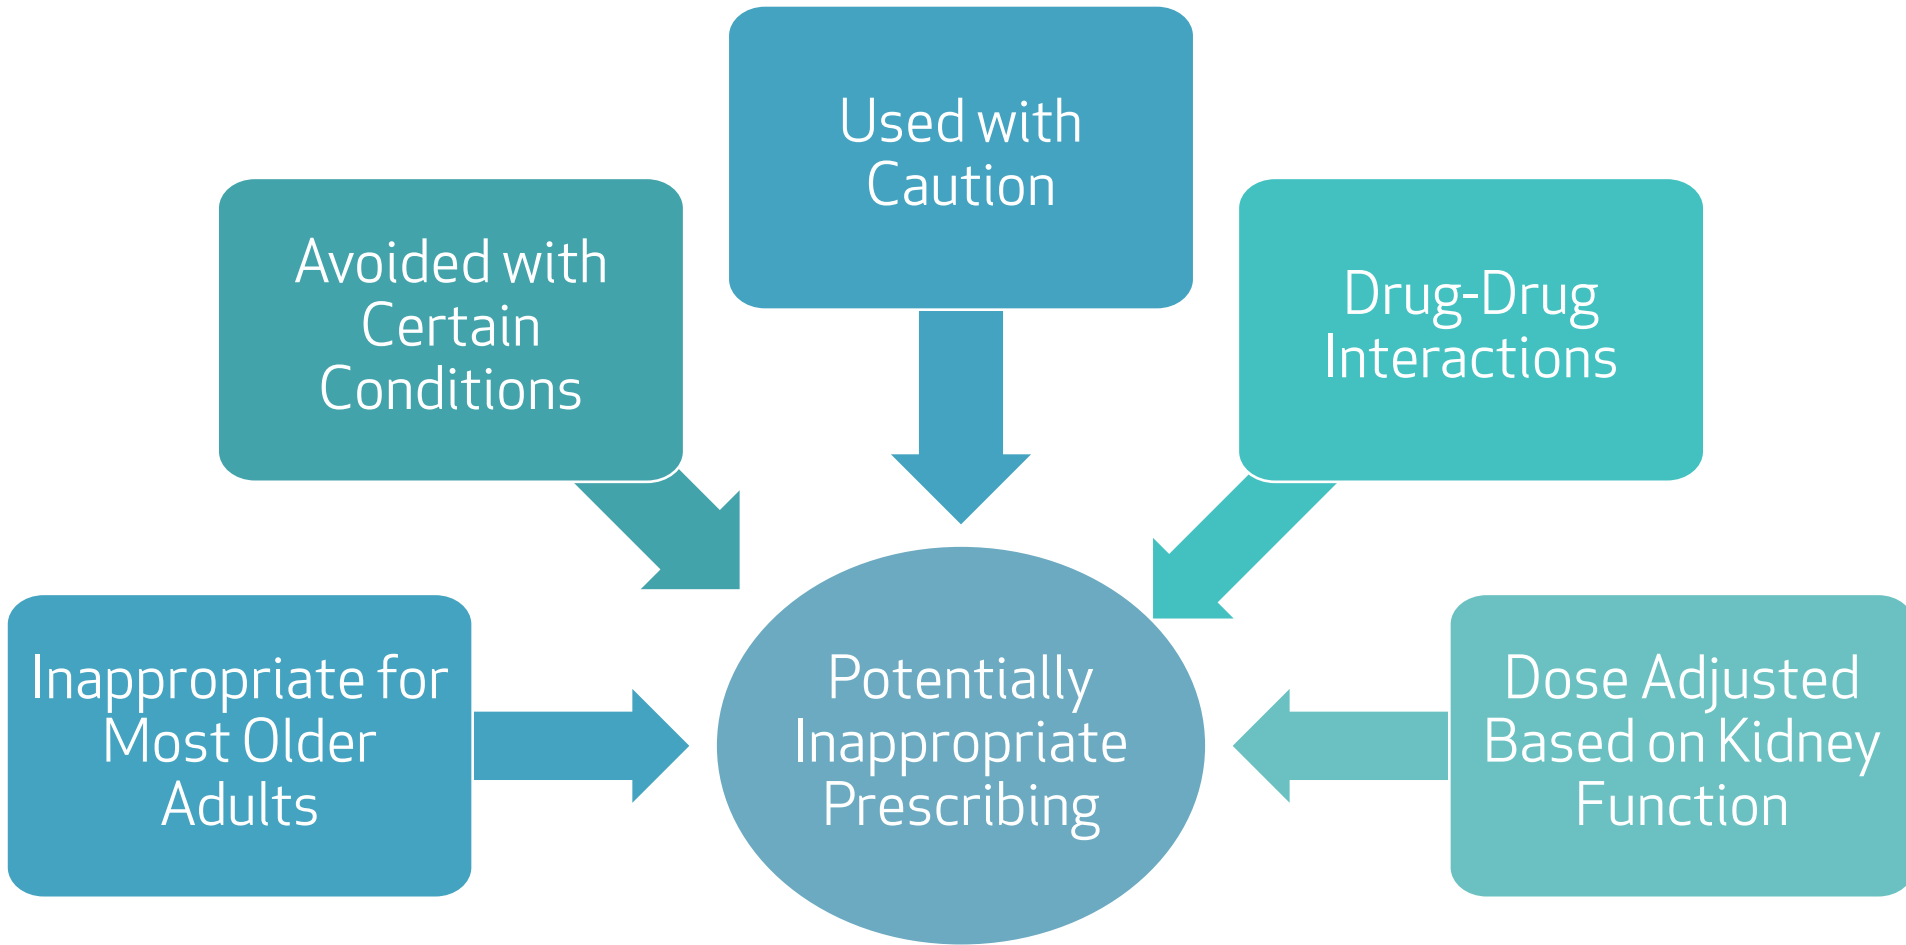 Used with
Caution
Avoided with
Certain
Conditions
Drug-Drug
Interactions
Inappropriate for
Most Older
Adults
Potentially
Inappropriate
Prescribing
Dose Adjusted
Based on Kidney
Function